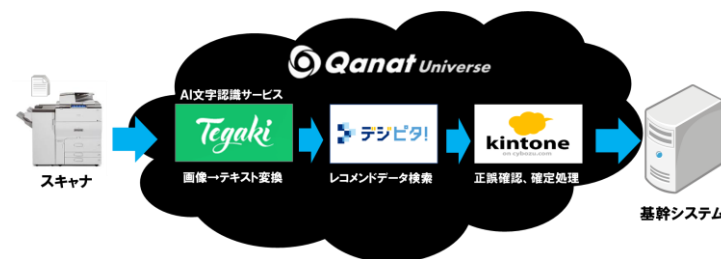 Qanat Universe
AI文字認識サービス
Tegaki
デジピタ!
kintone
on cybozu.com
スキャナ
画像→テキスト変換
レコメンドデータ検索
正誤確認、確定処理
基幹システム